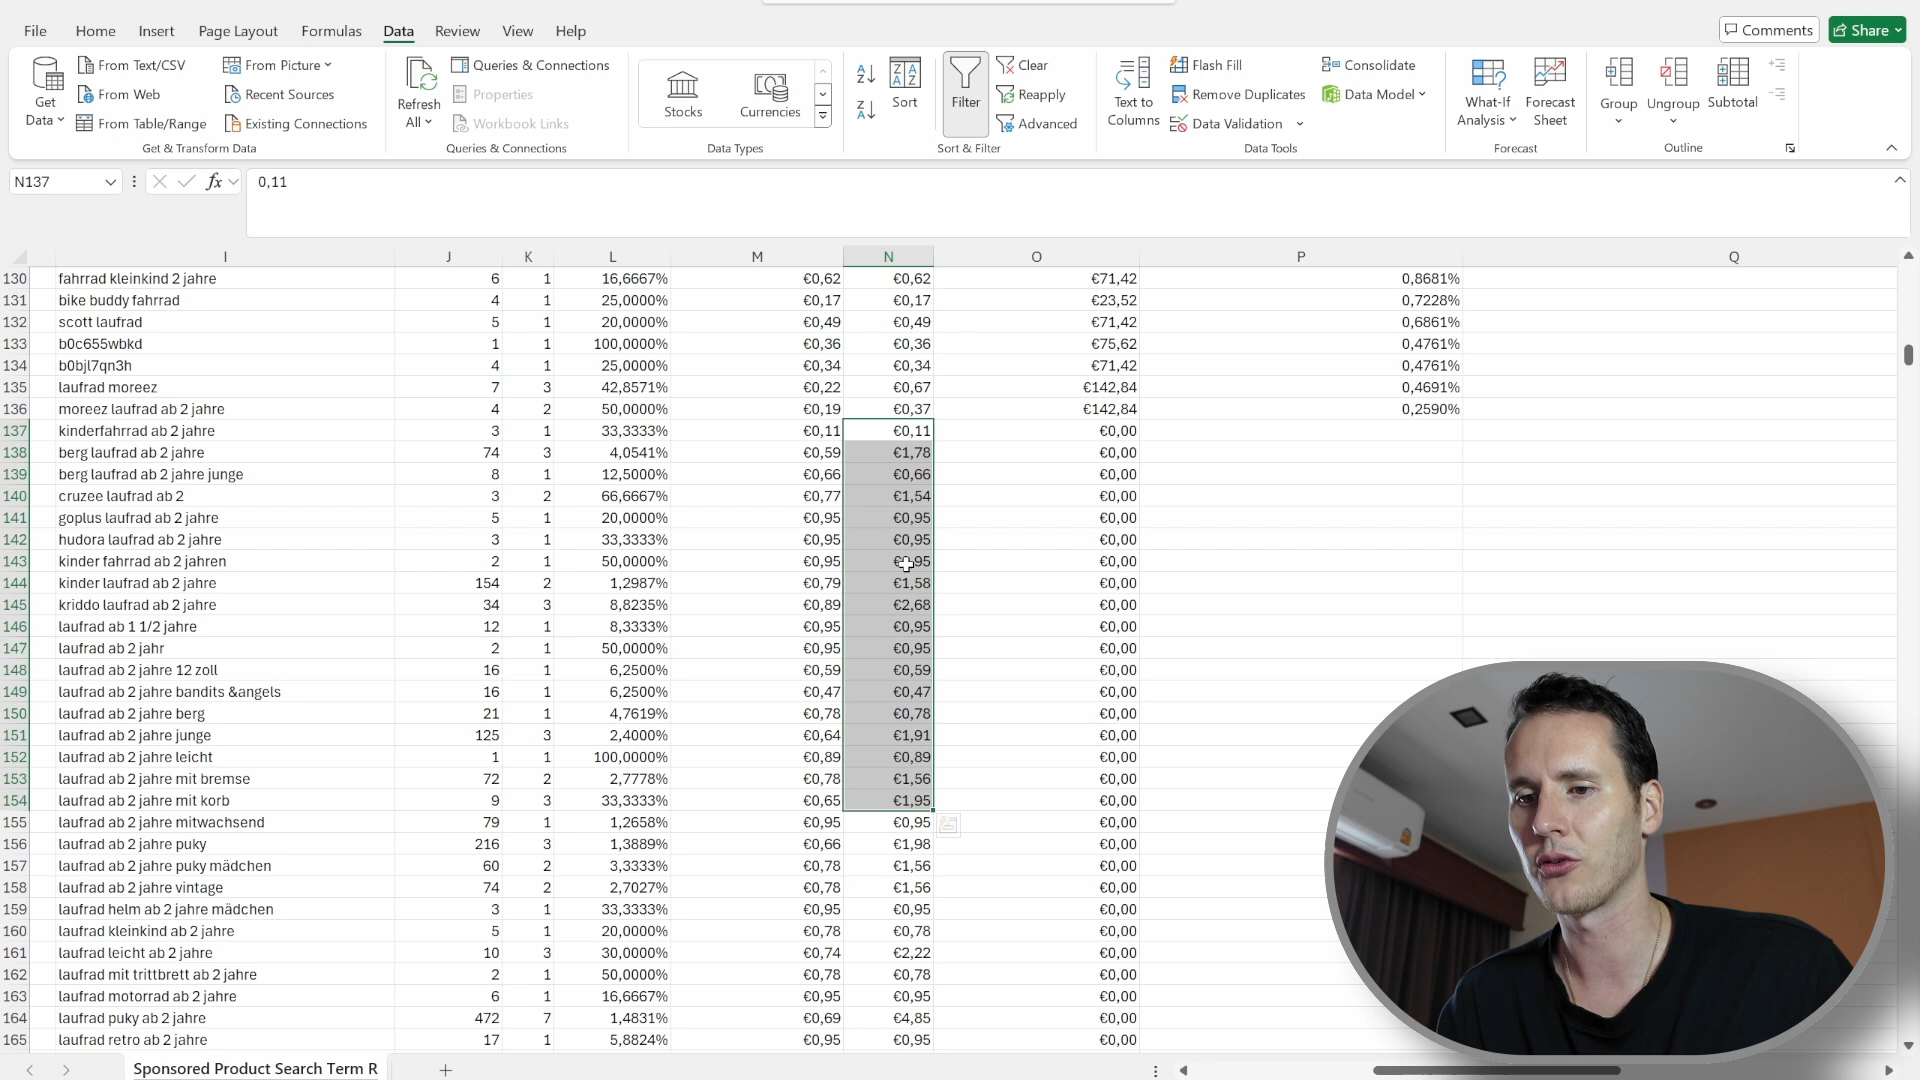 File Home Insert Page Layout Formulas Data Review View Help Comments Share
Get Data From Text/CSV From Web From Table/Range From Picture Recent Sources Existing Connections
Refresh All Queries & Connections Properties Workbook Links
Stocks Currencies
Sort Filter Clear Reapply Advanced
Text to Columns Flash Fill Remove Duplicates Data Validation Consolidate Data Model
What-If Analysis Forecast Sheet
Group Ungroup Subtotal
Get & Transform Data Queries & Connections Data Types Sort & Filter Data Tools Forecast Outline
N137 fx 0,11
I J K L M N O P Q
130 fahrrad kleinkind 2 jahre 6 1 16,6667% €0,62 €0,62 €71,42 0,8681%
131 bike buddy fahrrad 4 1 25,0000% €0,17 €0,17 €23,52 0,7228%
132 scott laufrad 5 1 20,0000% €0,49 €0,49 €71,42 0,6861%
133 b0c655wbkd 1 1 100,0000% €0,36 €0,36 €75,62 0,4761%
134 b0bjl7qn3h 4 1 25,0000% €0,34 €0,34 €71,42 0,4761%
135 laufrad moreez 7 3 42,8571% €0,22 €0,67 €142,84 0,4691%
136 moreez laufrad ab 2 jahre 4 2 50,0000% €0,19 €0,37 €142,84 0,2590%
137 kinderfahrrad ab 2 jahre 3 1 33,3333% €0,11 €0,11 €0,00
138 berg laufrad ab 2 jahre 74 3 4,0541% €0,59 €1,78 €0,00
139 berg laufrad ab 2 jahre junge 8 1 12,5000% €0,66 €0,66 €0,00
140 cruzee laufrad ab 2 3 2 66,6667% €0,77 €1,54 €0,00
141 goplus laufrad ab 2 jahre 5 1 20,0000% €0,95 €0,95 €0,00
142 hudora laufrad ab 2 jahre 3 1 33,3333% €0,95 €0,95 €0,00
143 kinder fahrrad ab 2 jahren 2 1 50,0000% €0,95 €0,95 €0,00
144 kinder laufrad ab 2 jahre 154 2 1,2987% €0,79 €1,58 €0,00
145 kriddo laufrad ab 2 jahre 34 3 8,8235% €0,89 €2,68 €0,00
146 laufrad ab 1 1/2 jahre 12 1 8,3333% €0,95 €0,95 €0,00
147 laufrad ab 2 jahr 2 1 50,0000% €0,95 €0,95 €0,00
148 laufrad ab 2 jahre 12 zoll 16 1 6,2500% €0,59 €0,59 €0,00
149 laufrad ab 2 jahre bandits &angels 16 1 6,2500% €0,47 €0,47 €0,00
150 laufrad ab 2 jahre berg 21 1 4,7619% €0,78 €0,78 €0,00
151 laufrad ab 2 jahre junge 125 3 2,4000% €0,64 €1,91 €0,00
152 laufrad ab 2 jahre leicht 1 1 100,0000% €0,89 €0,89 €0,00
153 laufrad ab 2 jahre mit bremse 72 2 2,7778% €0,78 €1,56 €0,00
154 laufrad ab 2 jahre mit korb 9 3 33,3333% €0,65 €1,95 €0,00
155 laufrad ab 2 jahre mitwachsend 79 1 1,2658% €0,95 €0,95 €0,00
156 laufrad ab 2 jahre puky 216 3 1,3889% €0,66 €1,98 €0,00
157 laufrad ab 2 jahre puky mädchen 60 2 3,3333% €0,78 €1,56 €0,00
158 laufrad ab 2 jahre vintage 74 2 2,7027% €0,78 €1,56 €0,00
159 laufrad helm ab 2 jahre mädchen 3 1 33,3333% €0,95 €0,95 €0,00
160 laufrad kleinkind ab 2 jahre 5 1 20,0000% €0,78 €0,78 €0,00
161 laufrad leicht ab 2 jahre 10 3 30,0000% €0,74 €2,22 €0,00
162 laufrad mit trittbrett ab 2 jahre 2 1 50,0000% €0,78 €0,78 €0,00
163 laufrad motorrad ab 2 jahre 6 1 16,6667% €0,95 €0,95 €0,00
164 laufrad puky ab 2 jahre 472 7 1,4831% €0,69 €4,85 €0,00
165 laufrad retro ab 2 jahre 17 1 5,8824% €0,95 €0,95 €0,00
Sponsored Product Search Term R